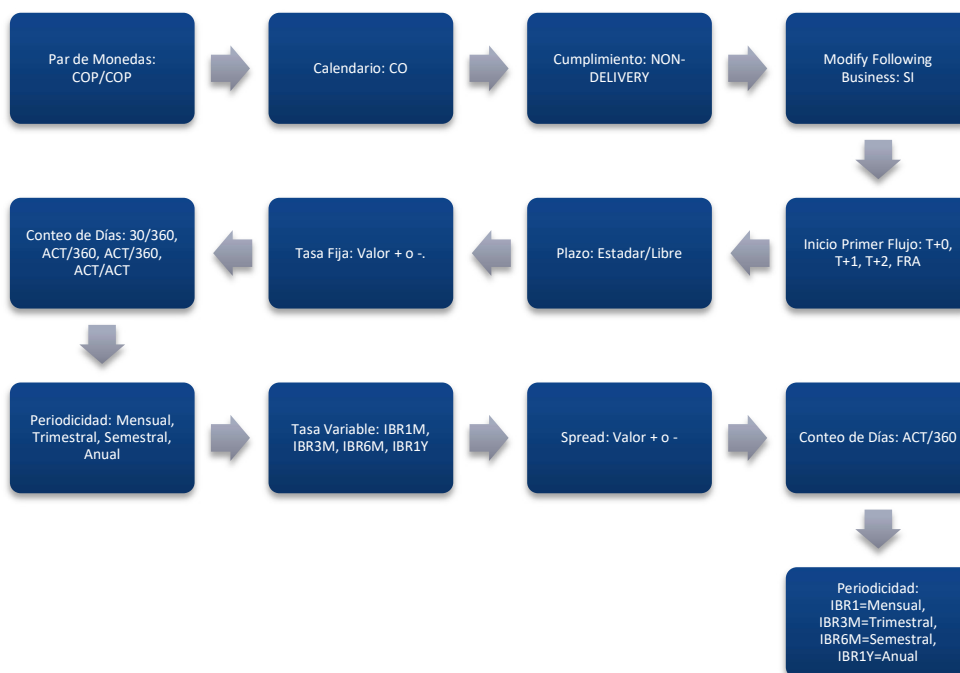 Par de Monedas:
COP/COP
Calendario: CO
Cumplimiento: NON-
DELIVERY
Modify Following
Business: SI
Inicio Primer Flujo: T+0,
T+1, T+2, FRA
Plazo: Estadar/Libre
Tasa Fija: Valor + o -.
Conteo de Días: 30/360,
ACT/360, ACT/360,
ACT/ACT
Periodicidad: Mensual,
Trimestral, Semestral,
Anual
Tasa Variable: IBR1M,
IBR3M, IBR6M, IBR1Y
Spread: Valor + o -
Conteo de Días: ACT/360
Periodicidad:
IBR1=Mensual,
IBR3M=Trimestral,
IBR6M=Semestral,
IBR1Y=Anual